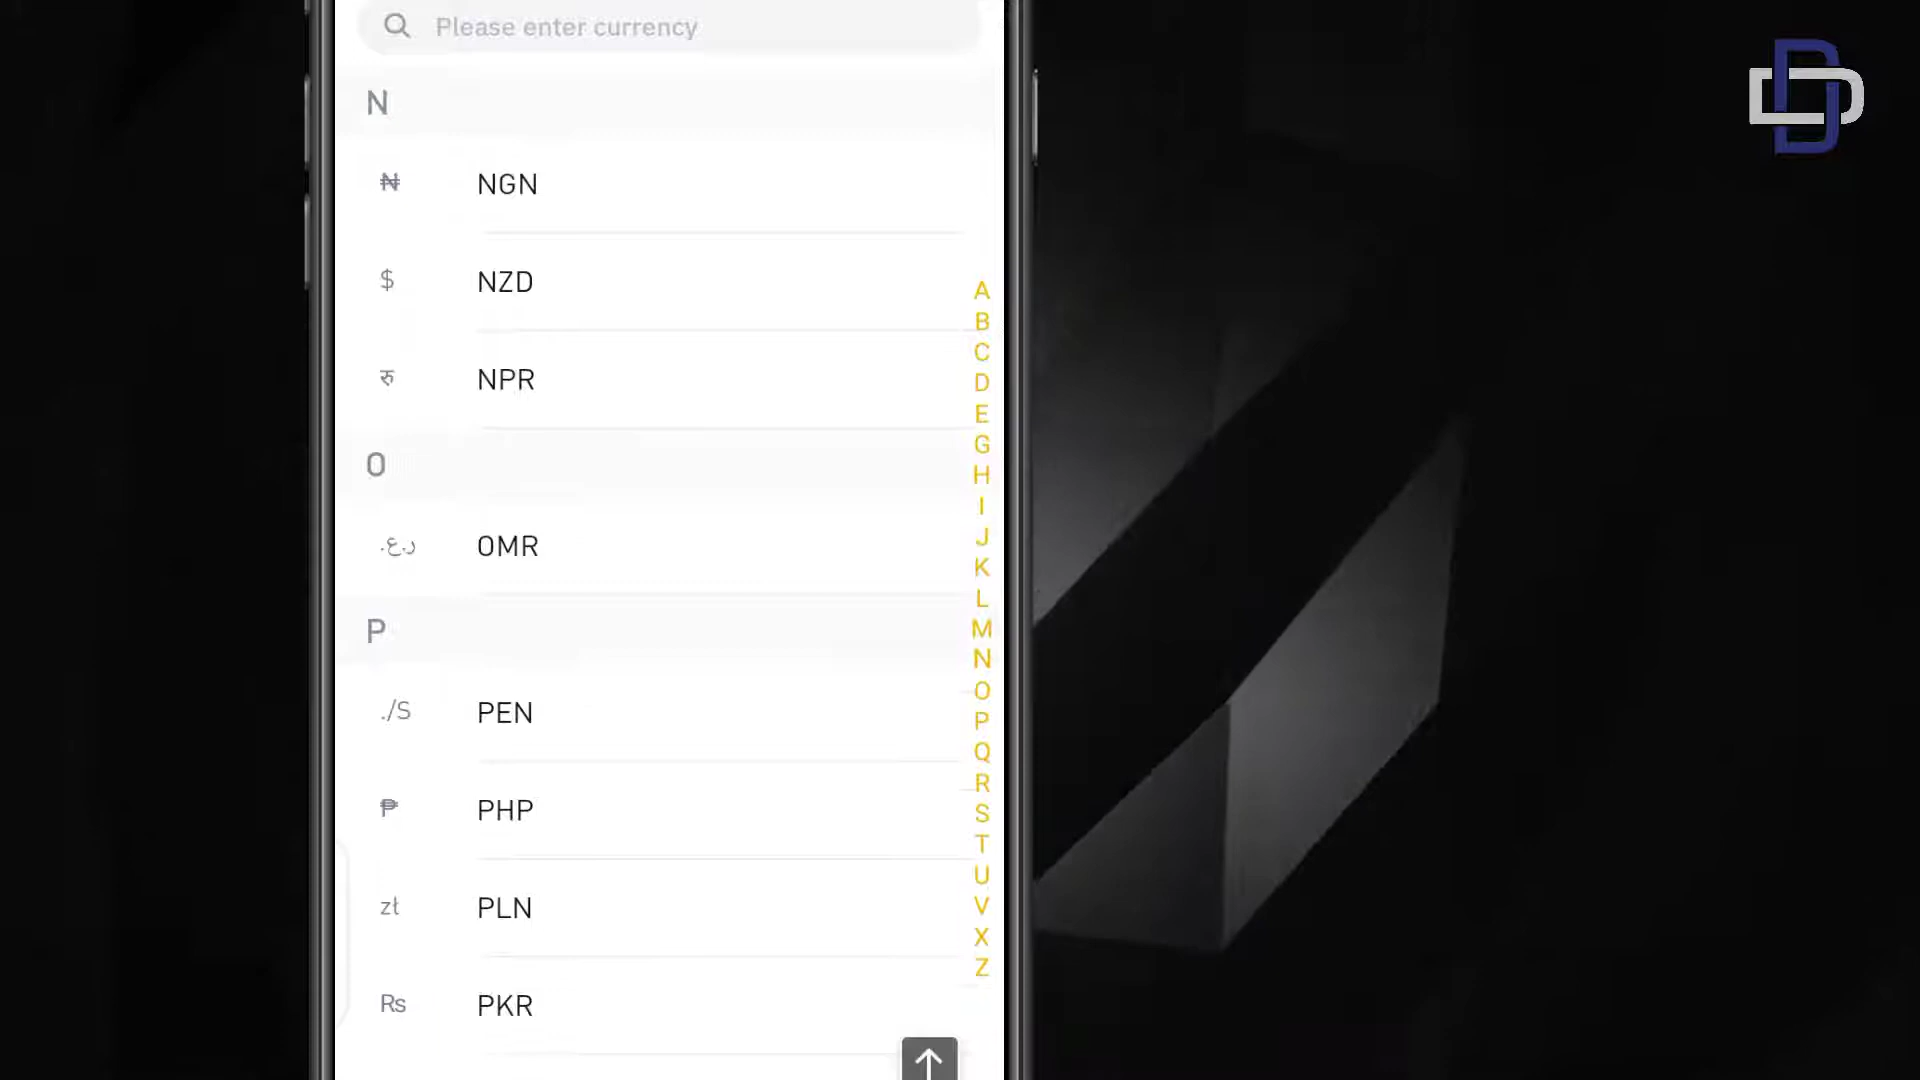 Please enter currency
N
₦ NGN
$ NZD
रु NPR
O
ر.ع. OMR
P
./S PEN
₱ PHP
zł PLN
Rs PKR
A
B
C
D
E
G
H
I
J
K
L
M
N
O
P
Q
R
S
T
U
V
X
Z